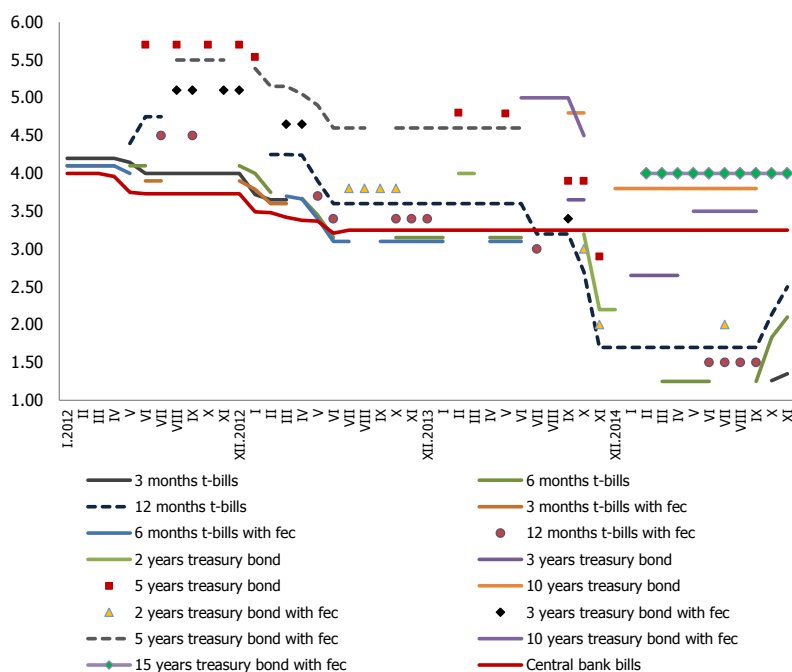 6.00
5.50
5.00
4.50
4.00
3.50
3.00
2.50
2.00
1.50
1.00
I.2012 II III IV V VI VII VIII IX X XI XII.2012 I II III IV V VI VII VIII IX X XI XII.2013 I II III IV V VI VII VIII IX X XI XII.2014 I II III IV V VI VII VIII IX X XI
3 months t-bills
6 months t-bills
12 months t-bills
3 months t-bills with fec
6 months t-bills with fec
12 months t-bills with fec
2 years treasury bond
3 years treasury bond
5 years treasury bond
10 years treasury bond
2 years treasury bond with fec
3 years treasury bond with fec
5 years treasury bond with fec
10 years treasury bond with fec
15 years treasury bond with fec
Central bank bills